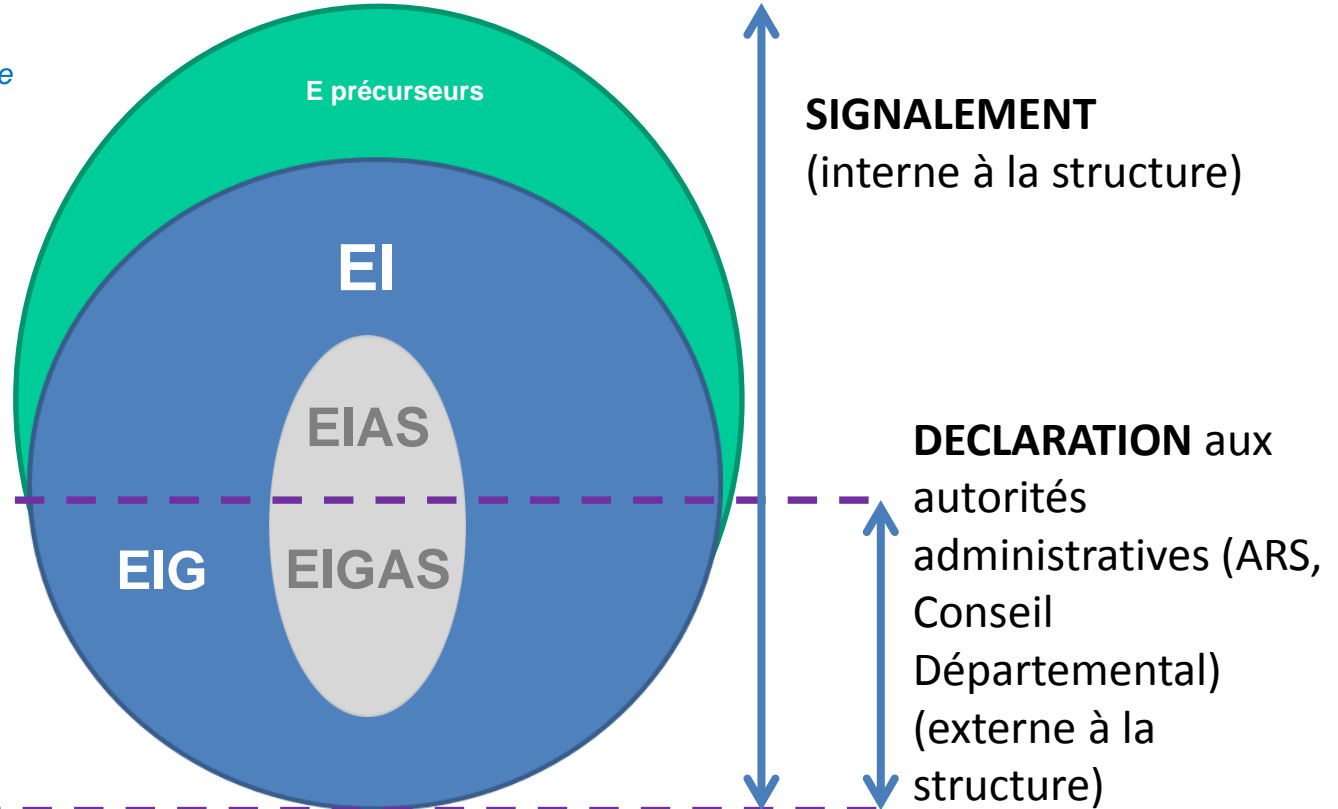 e
E précurseurs
SIGNALEMENT
(interne à la structure)
EI
EIAS
EIG
EIGAS
DECLARATION aux
autorités
administratives (ARS,
Conseil
Départemental)
(externe à la
structure)